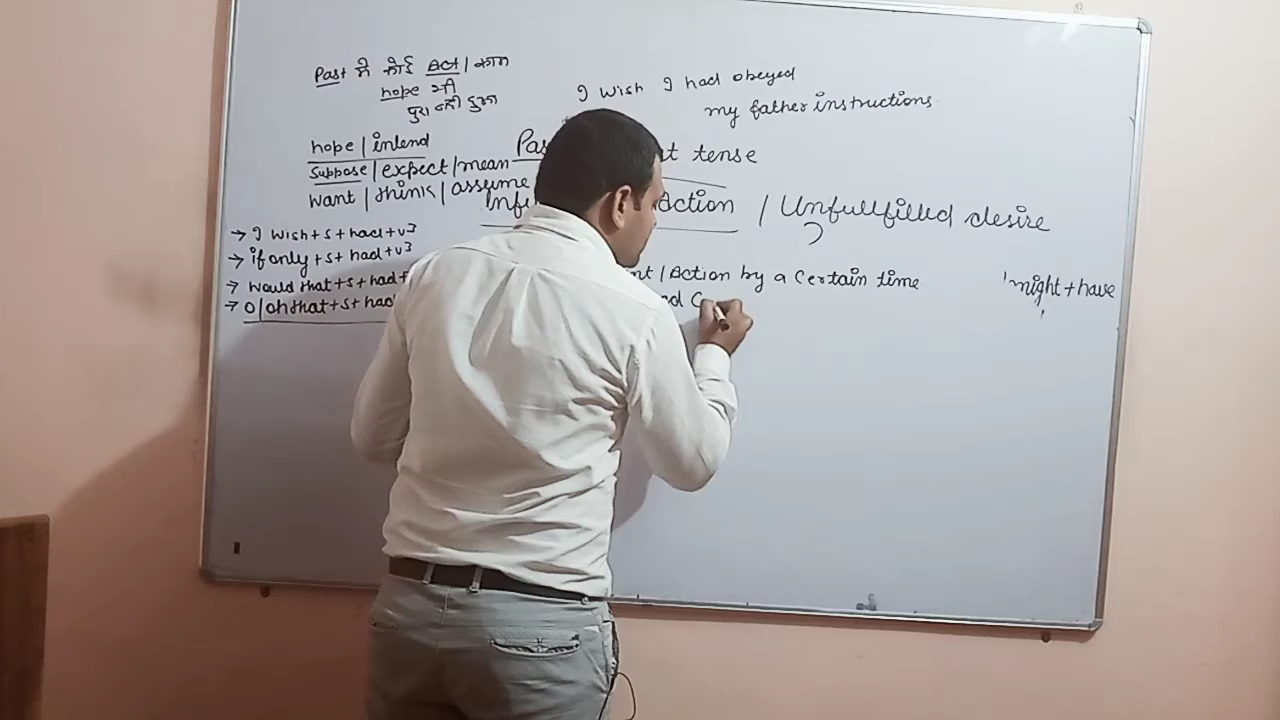 Past में कोई Act | काम
hope भी
पुरा नही हुआ
I wish I had obeyed
my father instructions
hope | intend
Suppose | expect | mean
want | think | assume
tense
Action | Unfullfilled desire
→ I wish + s + had + v3
→ if only + s + had + v3
→ would that + s + had +
→ O | oh that + s + had
| Action by a Certain time
might + have